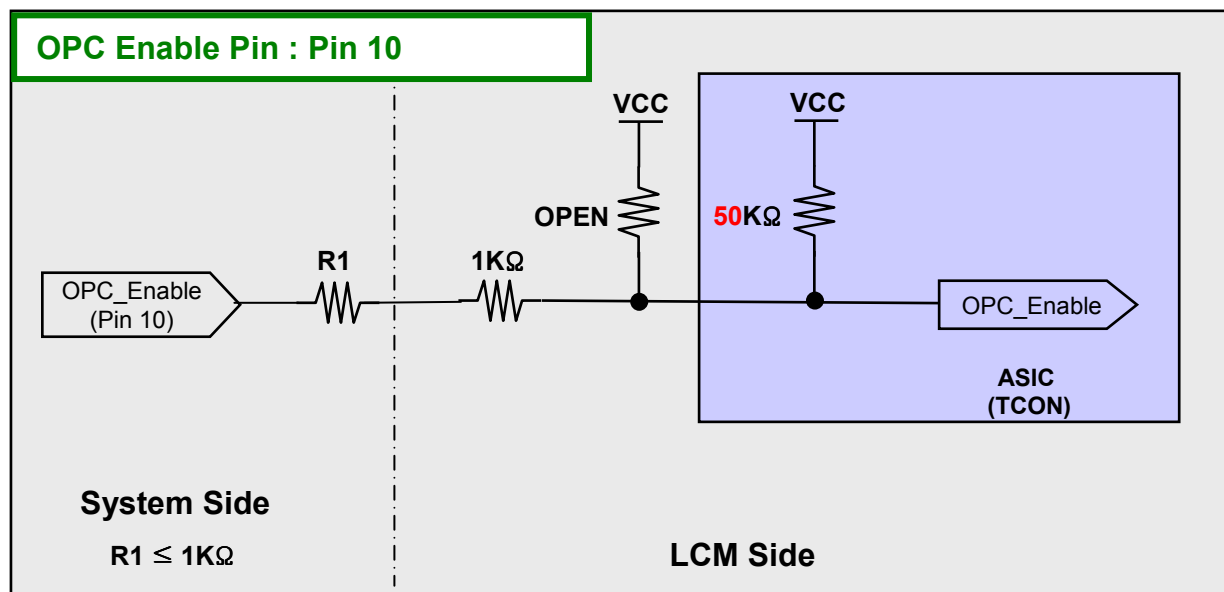 OPC Enable Pin : Pin 10
VCC
VCC
OPEN
50KΩ
R1
1KΩ
OPC_Enable
(Pin 10)
OPC_Enable
ASIC
(TCON)
System Side
R1 ≤ 1KΩ
LCM Side